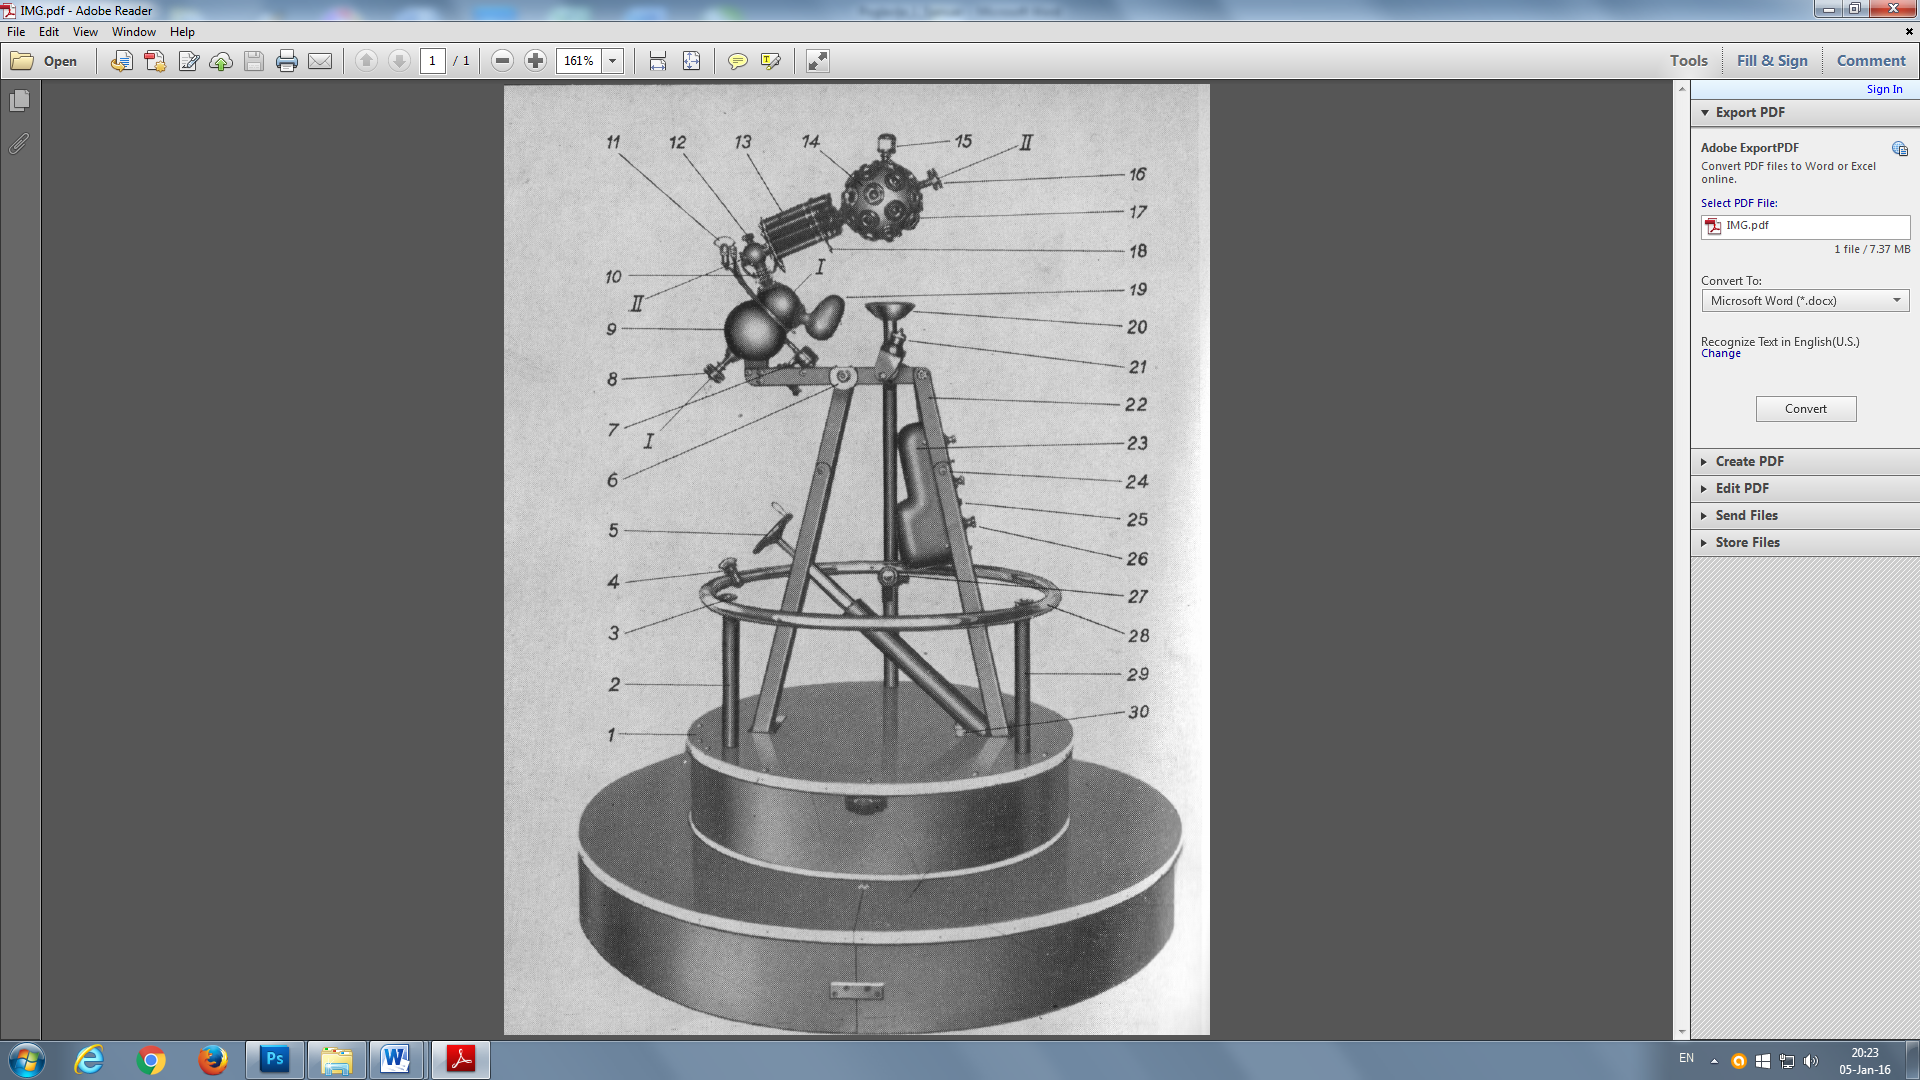 IMG.pdf - Adobe Reader
File Edit View Window Help
Open
1 / 1
161%
Tools Fill & Sign Comment
Sign In
Export PDF
Adobe ExportPDF
Convert PDF files to Word or Excel
online.
Select PDF File:
IMG.pdf
1 file / 7.37 MB
Convert To:
Microsoft Word (*.docx)
Recognize Text in English(U.S.)
Change
Convert
Create PDF
Edit PDF
Send Files
Store Files
11 12 13 14 15 II
16
17
18
10 I
19
II
9
20
21
8
22
7
I
23
6
24
25
5
26
4
27
3
28
29
2
30
1
Ps
W
EN
20:23
05-Jan-16